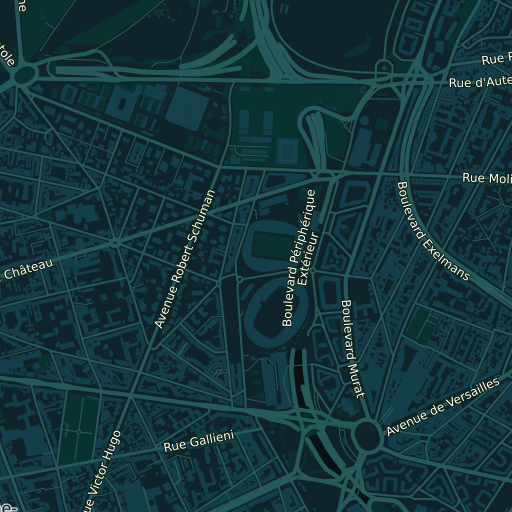 Rue d'Aute
Rue Moli
Boulevard Exelmans
Avenue Robert Schuman
Boulevard Périphérique
Extérieur
Château
Boulevard Murat
Avenue de Versailles
Rue Gallieni
ue Victor Hugo